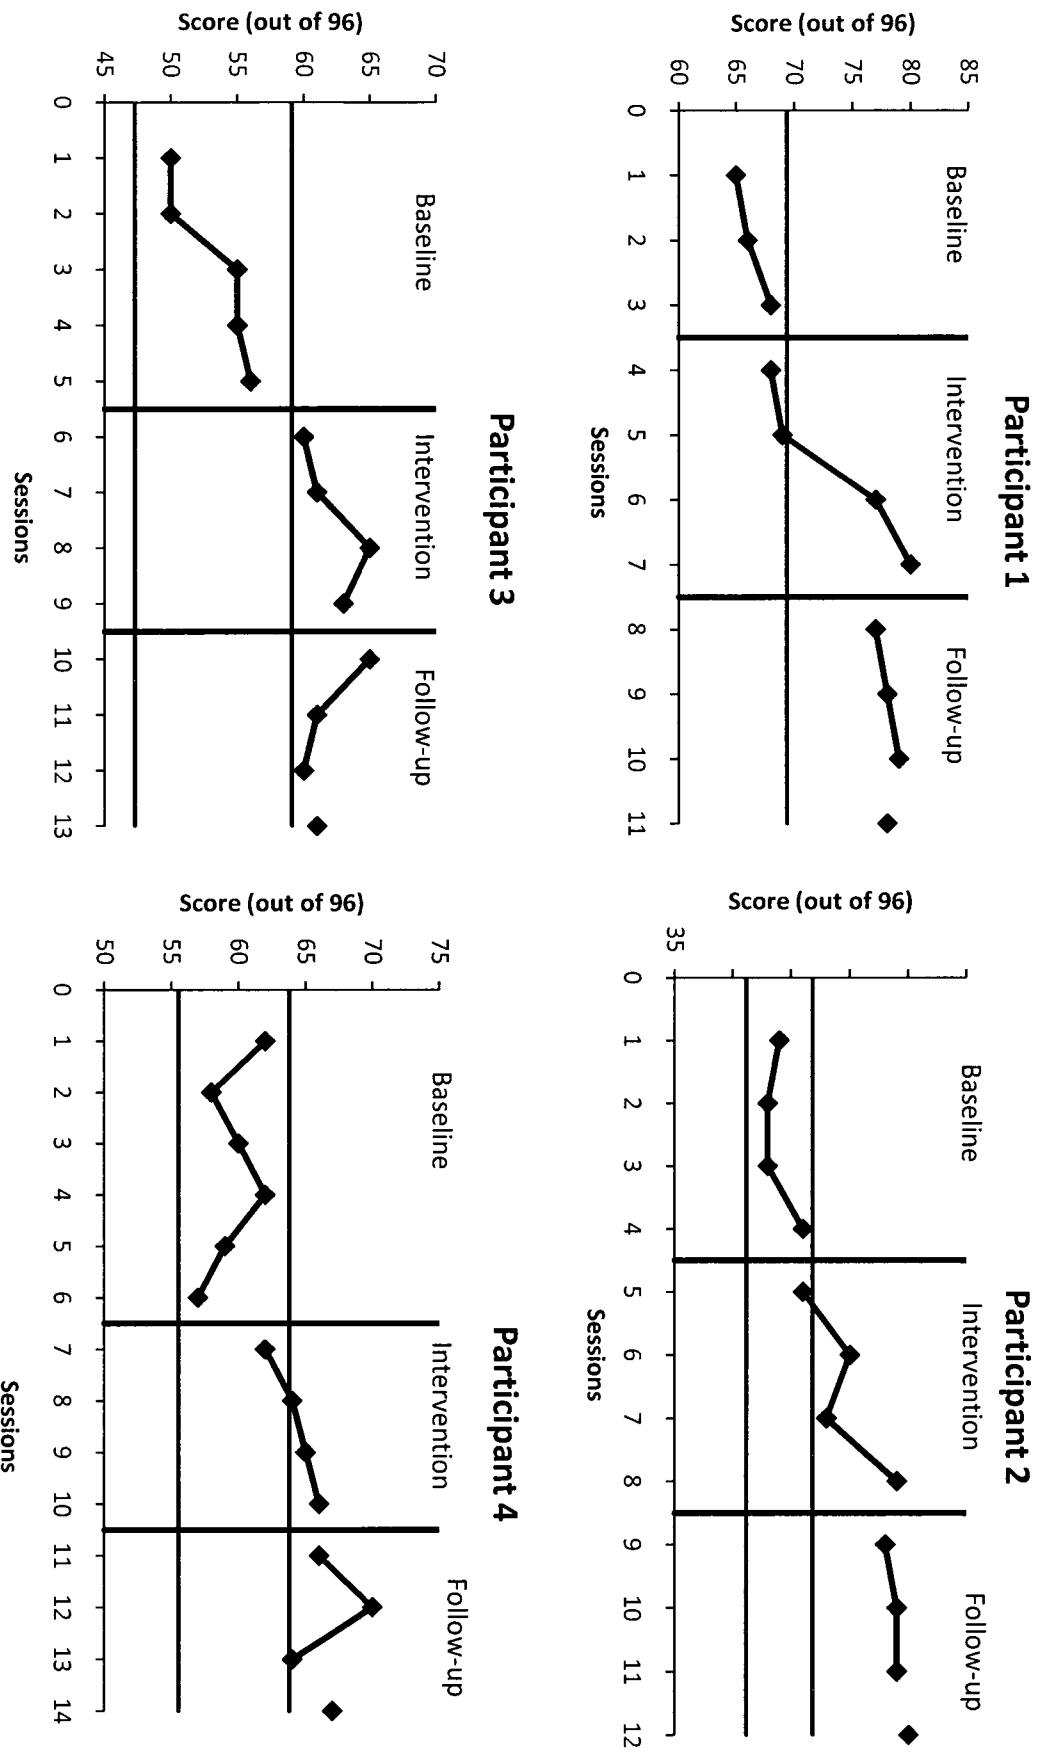 Participant 1
Score (out of 96)
85
80
75
70
65
60
Baseline
Intervention
Follow-up
0 1 2 3 4 5 6 7 8 9 10 11
Sessions
Participant 2
Score (out of 96)
35
Baseline
Intervention
Follow-up
0 1 2 3 4 5 6 7 8 9 10 11 12
Sessions
Participant 3
Score (out of 96)
70
65
60
55
50
45
Baseline
Intervention
Follow-up
0 1 2 3 4 5 6 7 8 9 10 11 12 13
Sessions
Participant 4
Score (out of 96)
75
70
65
60
55
50
Baseline
Intervention
Follow-up
0 1 2 3 4 5 6 7 8 9 10 11 12 13 14
Sessions